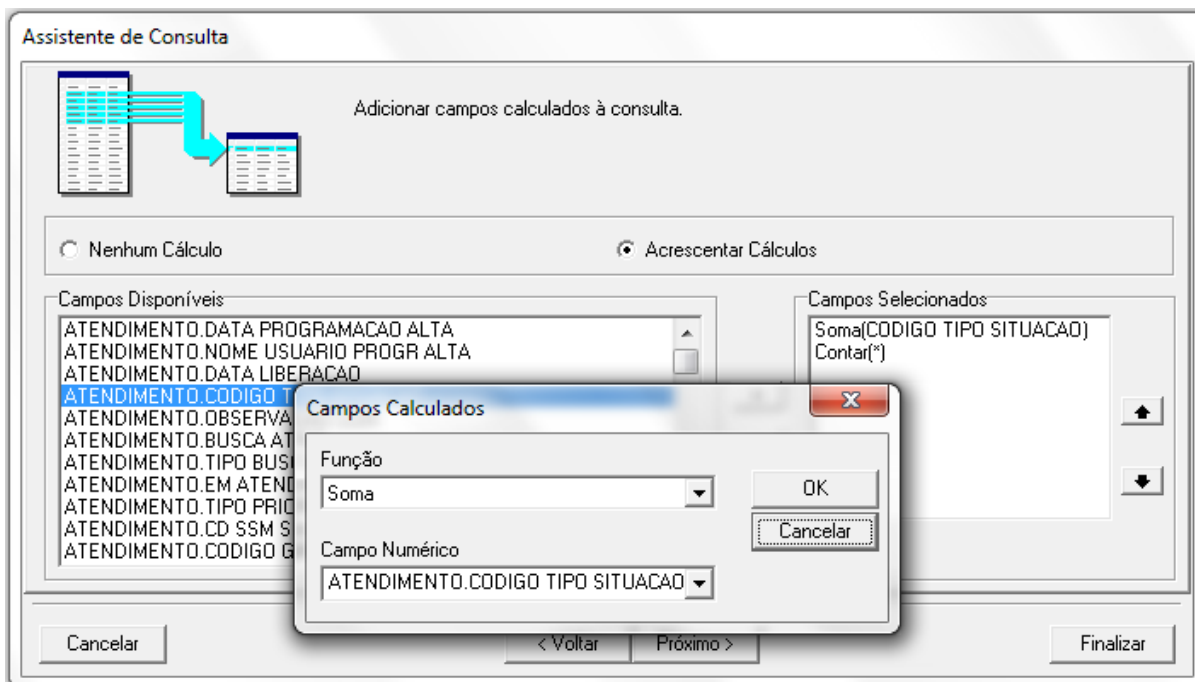 Assistente de Consulta
Adicionar campos calculados à consulta.
Nenhum Cálculo
Acrescentar Cálculos
Campos Disponíveis
ATENDIMENTO.DATA PROGRAMACAO ALTA
ATENDIMENTO.NOME USUARIO PROGR ALTA
ATENDIMENTO.DATA LIBERACAO
ATENDIMENTO.CODIGO T
ATENDIMENTO.OBSERVA
ATENDIMENTO.BUSCA AT
ATENDIMENTO.TIPO BUS
ATENDIMENTO.EM ATEND
ATENDIMENTO.TIPO PRIO
ATENDIMENTO.CD SSM S
ATENDIMENTO.CODIGO G
Campos Selecionados
Soma(CODIGO TIPO SITUACAO)
Contar(*)
Campos Calculados
Função
Soma
Campo Numérico
ATENDIMENTO.CODIGO TIPO SITUACAO
OK
Cancelar
Cancelar
< Voltar
Próximo >
Finalizar